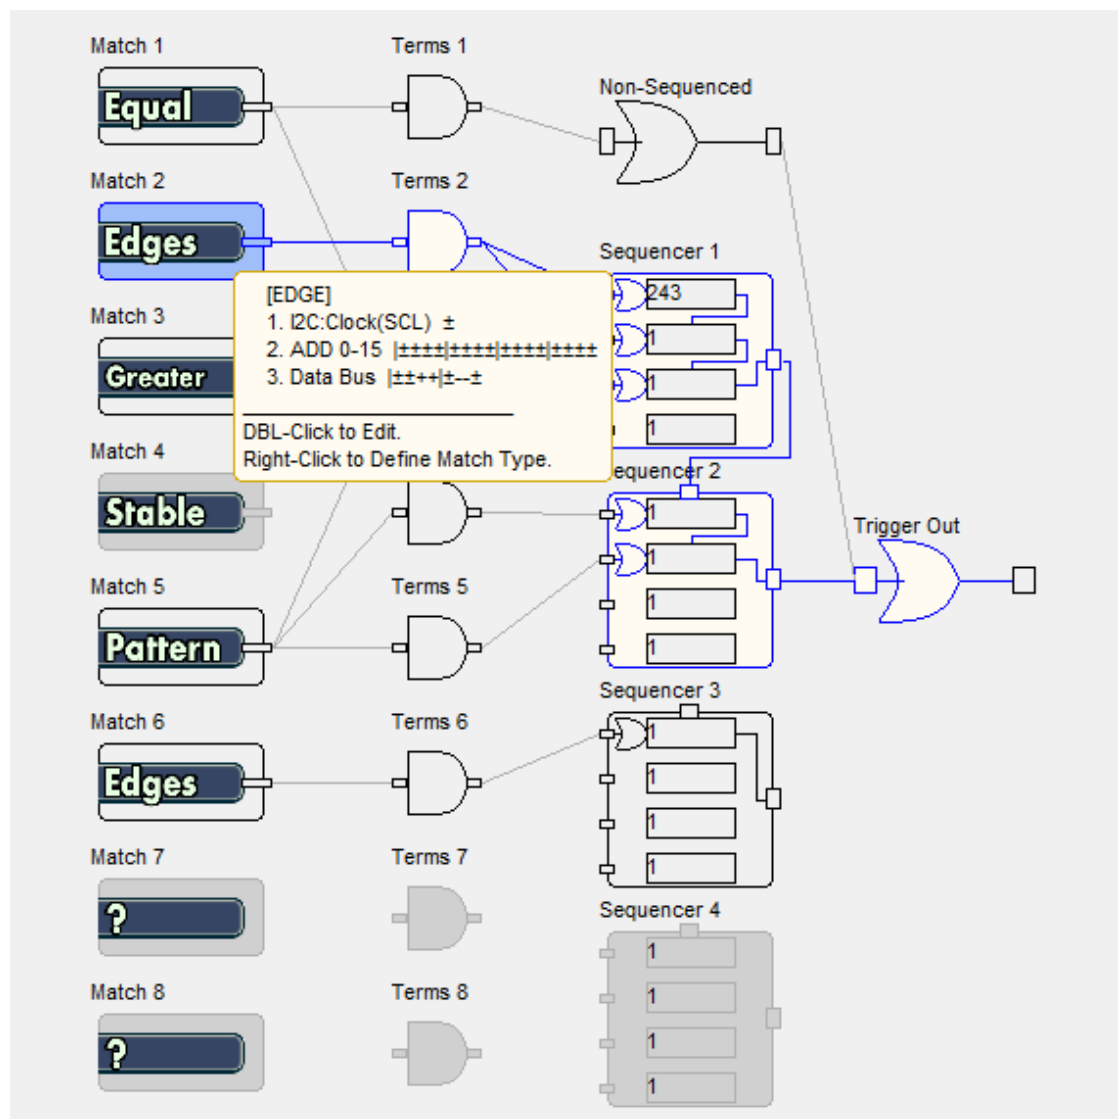 Match 1
Terms 1
Equal
Non-Sequenced
Match 2
Terms 2
Edges
Sequencer 1
[EDGE]
1. I2C:Clock(SCL) ±
2. ADD 0-15 |±±±±|±±±±|±±±±|±±±±
3. Data Bus |±±++|±--±
DBL-Click to Edit.
Right-Click to Define Match Type.
243
1
1
1
Match 3
Greater
Match 4
Stable
equencer 2
1
1
1
1
Trigger Out
Match 5
Terms 5
Pattern
Sequencer 3
1
1
1
1
Match 6
Terms 6
Edges
Match 7
Terms 7
?
Sequencer 4
1
1
1
1
Match 8
Terms 8
?